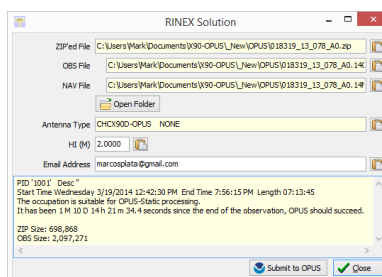 RINEX Solution
ZIP'ed File C:\Users\Mark\Documents\X90-OPUS\_New\OPUS\018319_13_078_A0.zip
OBS File C:\Users\Mark\Documents\X90-OPUS\_New\OPUS\018319_13_078_A0.14O
NAV File C:\Users\Mark\Documents\X90-OPUS\_New\OPUS\018319_13_078_A0.14N
Open Folder
Antenna Type CHCX90D-OPUS NONE
HI (M) 2.0000
Email Address marcosplata@gmail.com
PID '1001' Desc ''
Start Time Wednesday 3/19/2014 12:42:30 PM End Time 7:56:15 PM Length 07:13:45
The occupation is suitable for OPUS-Static processing.
It has been 1 M 10 D 14 h 21 m 34.4 seconds since the end of the observation, OPUS should succeed.
ZIP Size: 698,868
OBS Size: 2,097,271
Submit to OPUS Close